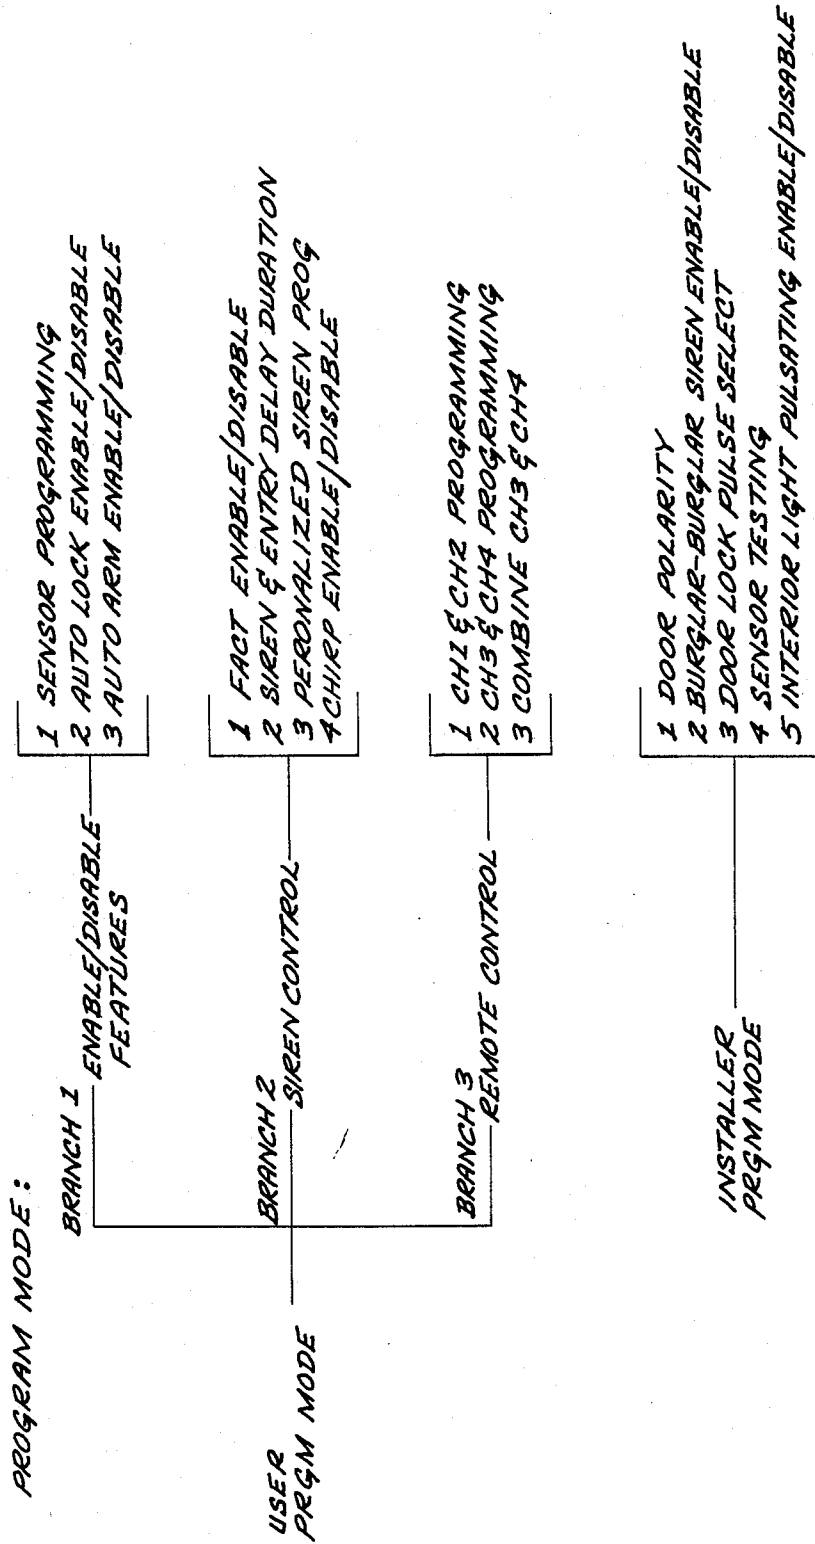 PROGRAM MODE:
USER
PRGM MODE
BRANCH 1
ENABLE/DISABLE
FEATURES
1 SENSOR PROGRAMMING
2 AUTO LOCK ENABLE/DISABLE
3 AUTO ARM ENABLE/DISABLE
BRANCH 2
SIREN CONTROL
1 FACT ENABLE/DISABLE
2 SIREN & ENTRY DELAY DURATION
3 PERONALIZED SIREN PROG
4 CHIRP ENABLE/DISABLE
BRANCH 3
REMOTE CONTROL
1 CH1 & CH2 PROGRAMMING
2 CH3 & CH4 PROGRAMMING
3 COMBINE CH3 & CH4
INSTALLER
PRGM MODE
1 DOOR POLARITY
2 BURGLAR-BURGLAR SIREN ENABLE/DISABLE
3 DOOR LOCK PULSE SELECT
4 SENSOR TESTING
5 INTERIOR LIGHT PULSATING ENABLE/DISABLE